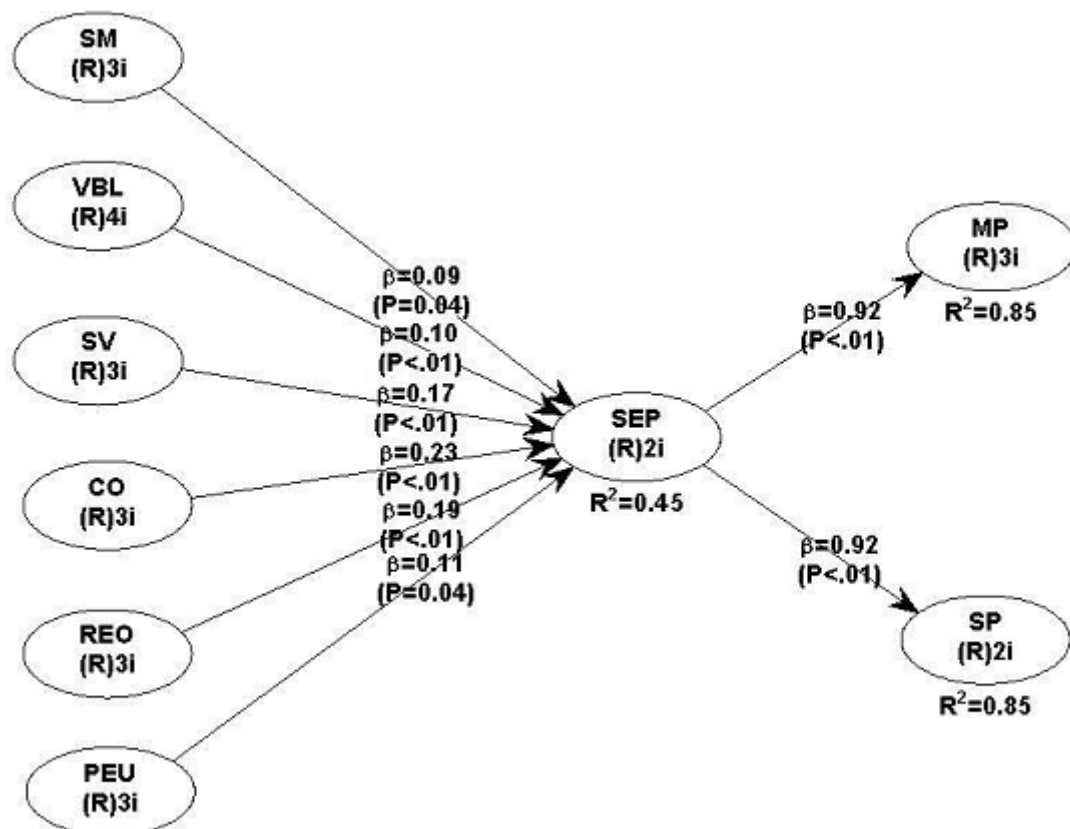 SM
(R)3i
VBL
(R)4i
SV
(R)3i
CO
(R)3i
REO
(R)3i
PEU
(R)3i
β=0.09
(P=0.04)
β=0.10
(P<.01)
β=0.17
(P<.01)
β=0.23
(P<.01)
β=0.19
(P<.01)
β=0.11
(P=0.04)
SEP
(R)2i
R²=0.45
β=0.92
(P<.01)
β=0.92
(P<.01)
MP
(R)3i
R²=0.85
SP
(R)2i
R²=0.85